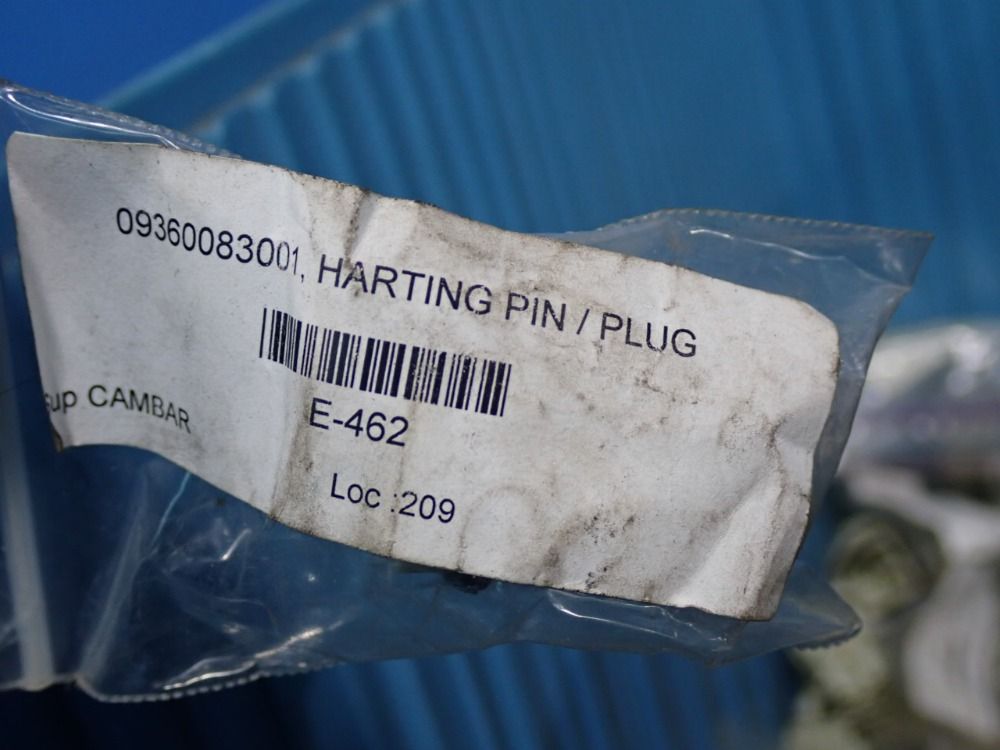 09360083001, HARTING PIN / PLUG
E-462
sup CAMBAR
Loc :209